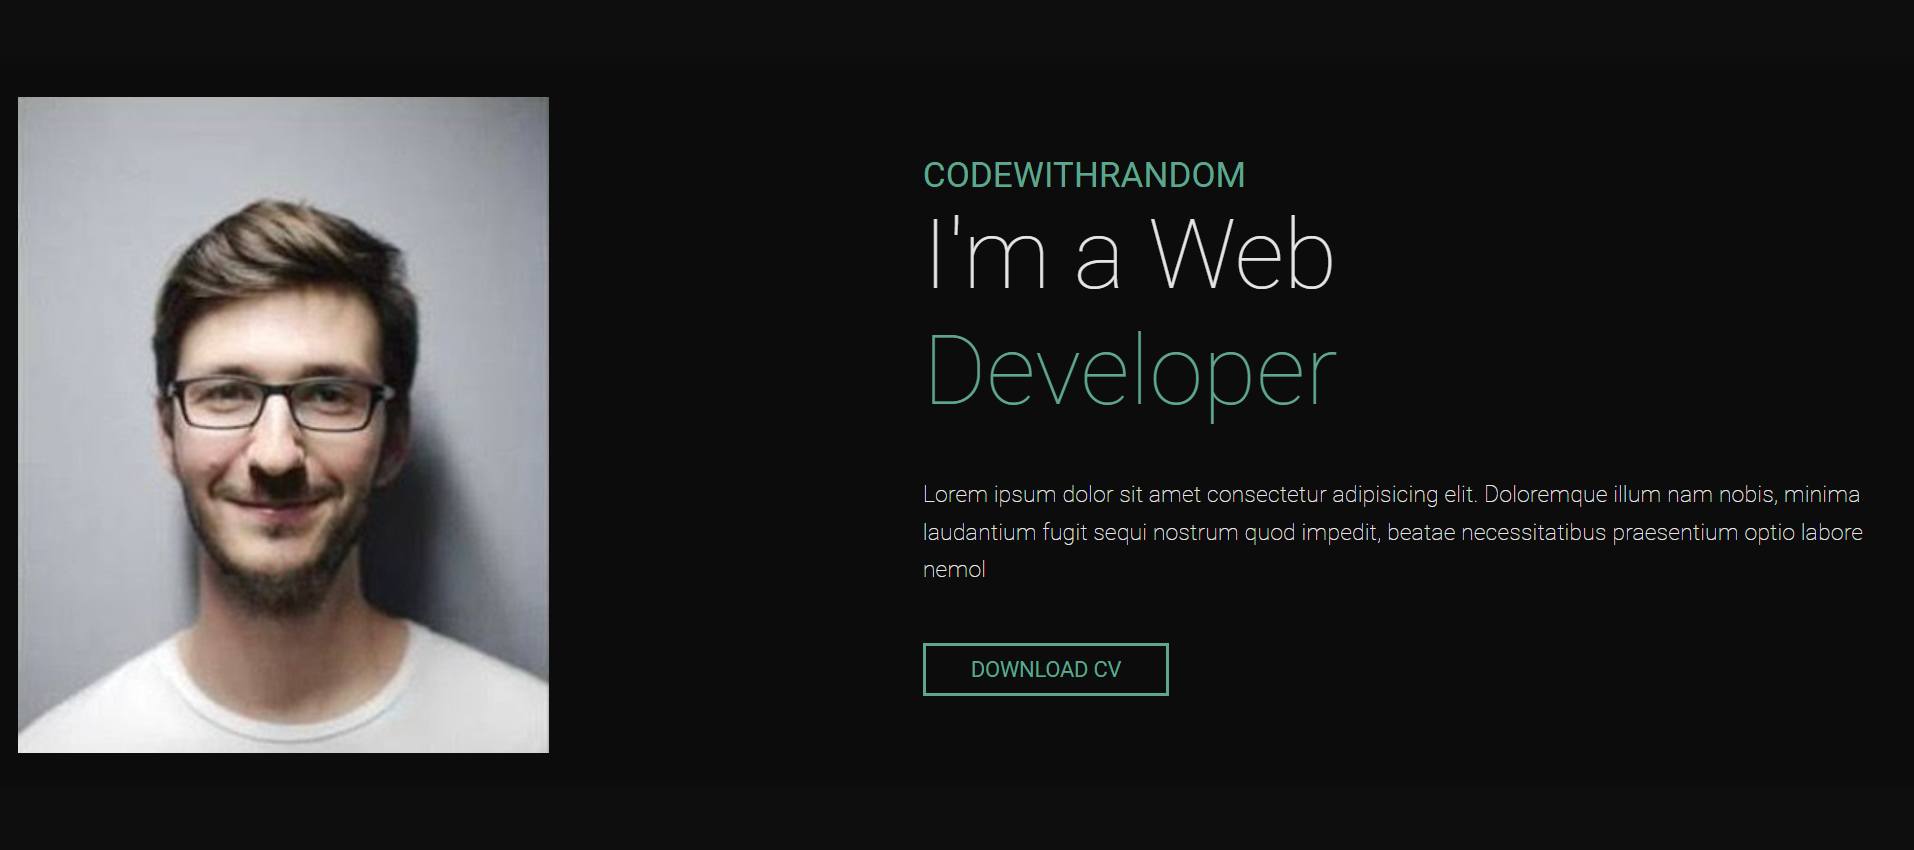 CODEWITHRANDOM
I'm a Web
Developer
Lorem ipsum dolor sit amet consectetur adipisicing elit. Doloremque illum nam nobis, minima
laudantium fugit sequi nostrum quod impedit, beatae necessitatibus praesentium optio labore
nemol
DOWNLOAD CV